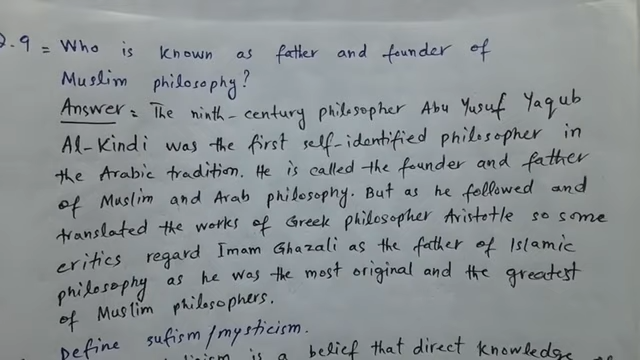 Q.9 = Who is known as father and founder of
Muslim philosophy?
Answer = The ninth-century philosopher Abu Yusuf Yaqub
Al-Kindi was the first self-identified philosopher in
the Arabic tradition. He is called the founder and father
of Muslim and Arab philosophy. But as he followed and
translated the works of Greek philosopher Aristotle so some
critics regard Imam Ghazali as the father of Islamic
philosophy as he was the most original and the greatest
of Muslim philosophers.
Define sufism/mysticism.
is a belief that direct knowledge